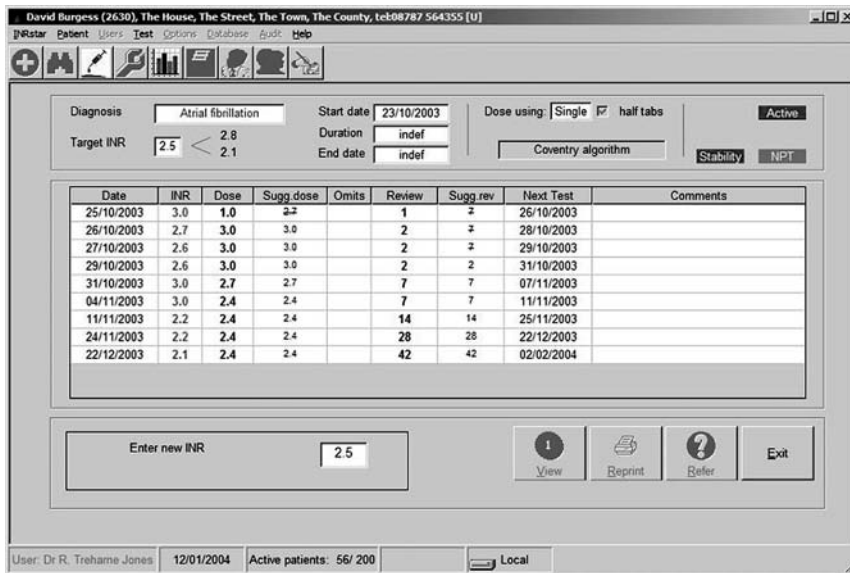 David Burgess (2630), The House, The Street, The Town, The County, tel:08787 564355 [U]
INRstar Patient Users Test Options Database Audit Help
Diagnosis Atrial fibrillation Start date 23/10/2003 Dose using: Single half tabs Active
Target INR 2.5 < 2.8 2.1 Duration indef
End date indef Coventry algorithm Stability NPT
Date INR Dose Sugg.dose Omits Review Sugg.rev Next Test Comments
25/10/2003 3.0 1.0 2.7 1 26/10/2003
26/10/2003 2.7 3.0 3.0 2 28/10/2003
27/10/2003 2.6 3.0 3.0 2 29/10/2003
29/10/2003 2.6 3.0 3.0 2 2 31/10/2003
31/10/2003 3.0 2.7 2.7 7 7 07/11/2003
04/11/2003 3.0 2.4 2.4 7 7 11/11/2003
11/11/2003 2.2 2.4 2.4 14 14 25/11/2003
24/11/2003 2.2 2.4 2.4 28 28 22/12/2003
22/12/2003 2.1 2.4 2.4 42 42 02/02/2004
Enter new INR 2.5
1
View Reprint Refer Exit
User: Dr R. Treharne Jones 12/01/2004 Active patients: 56/ 200 Local